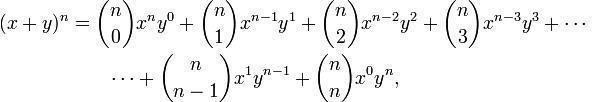 $(x+y)^n = \binom{n}{0}x^n y^0 + \binom{n}{1}x^{n-1}y^1 + \binom{n}{2}x^{n-2}y^2 + \binom{n}{3}x^{n-3}y^3 + \cdots$
$\cdots + \binom{n}{n-1}x^1 y^{n-1} + \binom{n}{n}x^0 y^n,$